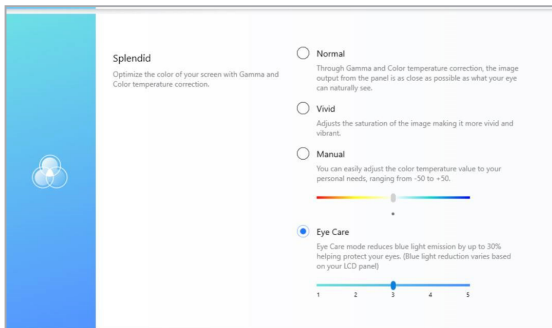 Splendid
Optimize the color of your screen with Gamma and
Color temperature correction.
Normal
Through Gamma and Color temperature correction, the image
output from the panel is as close as possible as what your eye
can naturally see.
Vivid
Adjusts the saturation of the image making it more vivid and
vibrant.
Manual
You can easily adjust the color temperature value to your
personal needs, ranging from -50 to +50.
Eye Care
Eye Care mode reduces blue light emission by up to 30%
helping protect your eyes. (Blue light reduction varies based
on your LCD panel)
1 2 3 4 5